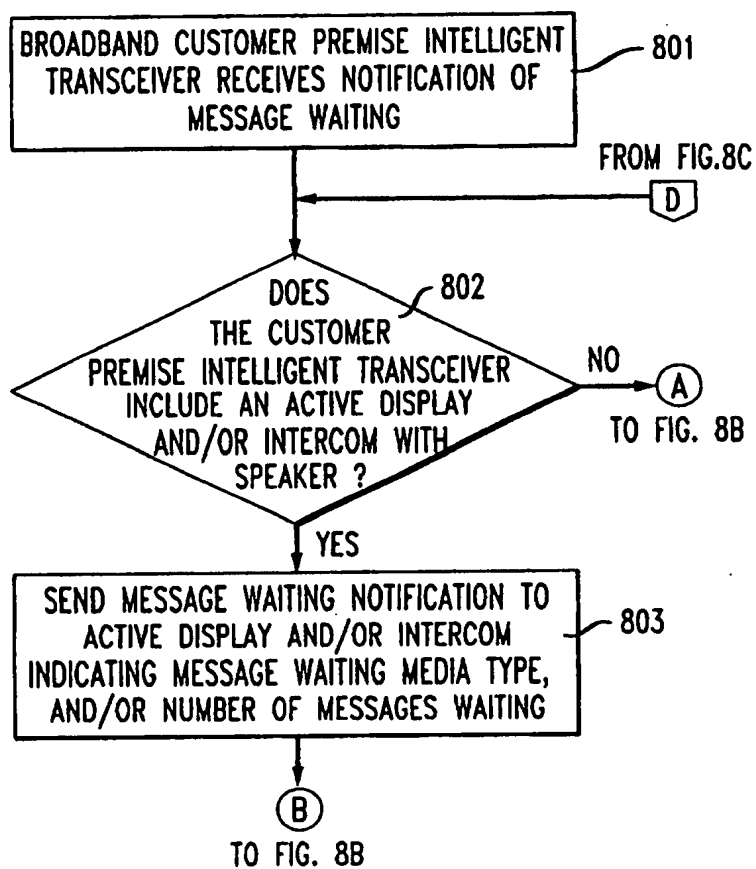 BROADBAND CUSTOMER PREMISE INTELLIGENT
TRANSCEIVER RECEIVES NOTIFICATION OF
MESSAGE WAITING
801
FROM FIG.8C
D
DOES
802
THE CUSTOMER
PREMISE INTELLIGENT TRANSCEIVER
INCLUDE AN ACTIVE DISPLAY
AND/OR INTERCOM WITH
SPEAKER ?
NO
A
TO FIG. 8B
YES
SEND MESSAGE WAITING NOTIFICATION TO
ACTIVE DISPLAY AND/OR INTERCOM
INDICATING MESSAGE WAITING MEDIA TYPE,
AND/OR NUMBER OF MESSAGES WAITING
803
B
TO FIG. 8B